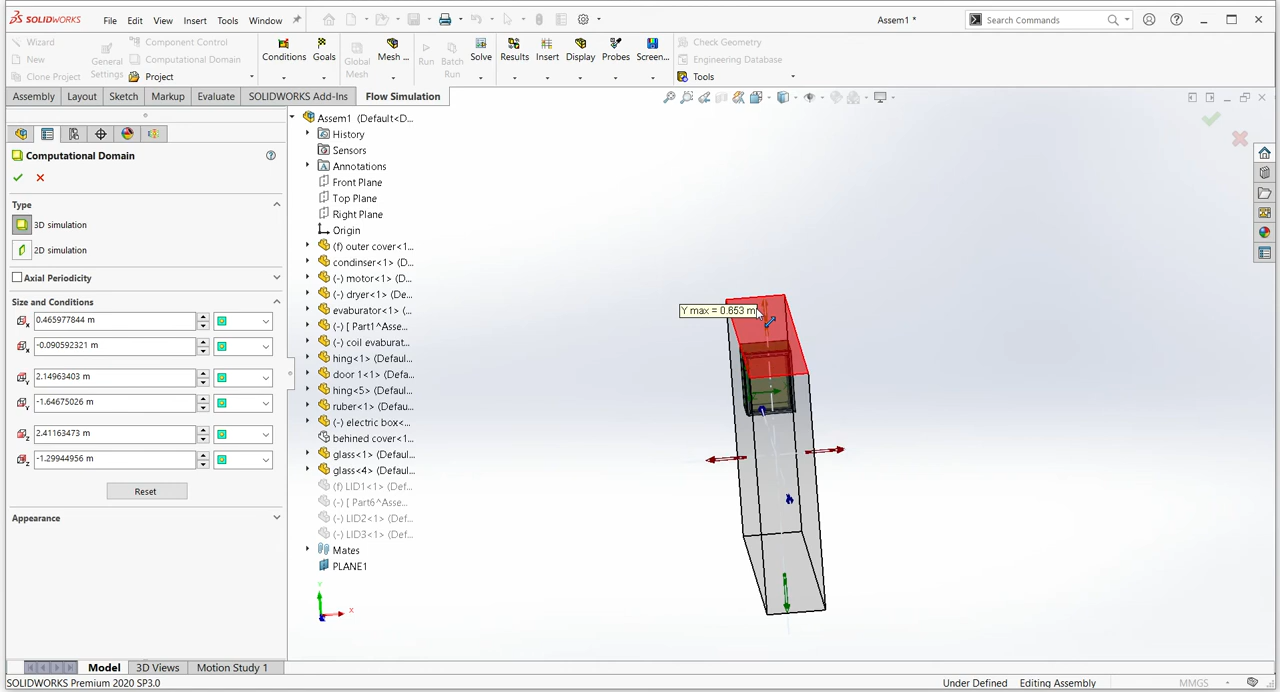 SOLIDWORKS File Edit View Insert Tools Window Assem1 * Search Commands
Wizard
New
Clone Project
General Settings
Component Control
Computational Domain
Project
Conditions
Goals
Global Mesh
Mesh ...
Run
Batch Run
Solve
Results
Insert
Display
Probes
Screen...
Check Geometry
Engineering Database
Tools
Assembly Layout Sketch Markup Evaluate SOLIDWORKS Add-Ins Flow Simulation
Computational Domain
Type
3D simulation
2D simulation
Axial Periodicity
Size and Conditions
0.465977844 m
-0.090592321 m
2.14963403 m
-1.64675026 m
2.41163473 m
-1.29944956 m
Reset
Appearance
Assem1 (Default<D...
History
Sensors
Annotations
Front Plane
Top Plane
Right Plane
Origin
(f) outer cover<1...
condinser<1> (D...
(-) motor<1> (D...
(-) dryer<1> (De...
evaburator<1> (...
(-) [ Part1^Asse...
(-) coil evaburat...
hing<1> (Defaul...
door 1<1> (Defa...
hing<5> (Defaul...
ruber<1> (Defau...
(-) electric box<...
behined cover<1...
glass<1> (Defaul...
glass<4> (Defaul...
(f) LID1<1> (Def...
(-) [ Part6^Asse...
(-) LID2<1> (Def...
(-) LID3<1> (Def...
Mates
PLANE1
Y max = 0.653 m
Y
X
Model 3D Views Motion Study 1
SOLIDWORKS Premium 2020 SP3.0 Under Defined Editing Assembly MMGS